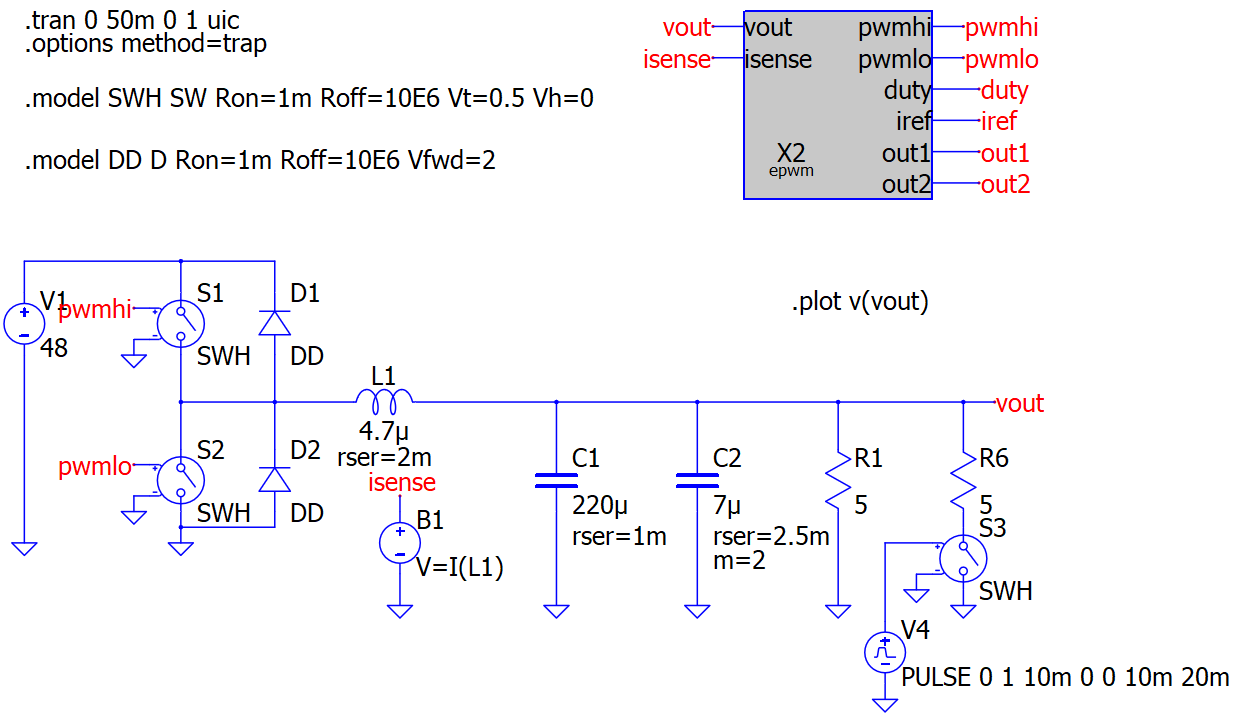 .tran 0 50m 0 1 uic
.options method=trap
.model SWH SW Ron=1m Roff=10E6 Vt=0.5 Vh=0
.model DD D Ron=1m Roff=10E6 Vfwd=2
vout
vout
pwmhi
pwmhi
isense
isense
pwmlo
pwmlo
duty
duty
iref
iref
X2
epwm
out1
out1
out2
out2
V1
48
pwmhi
S1
SWH
D1
DD
.plot v(vout)
L1
4.7µ
rser=2m
vout
pwmlo
S2
SWH
D2
DD
isense
B1
V=I(L1)
C1
220µ
rser=1m
C2
7µ
rser=2.5m
m=2
R1
5
R6
5
S3
SWH
V4
PULSE 0 1 10m 0 0 10m 20m